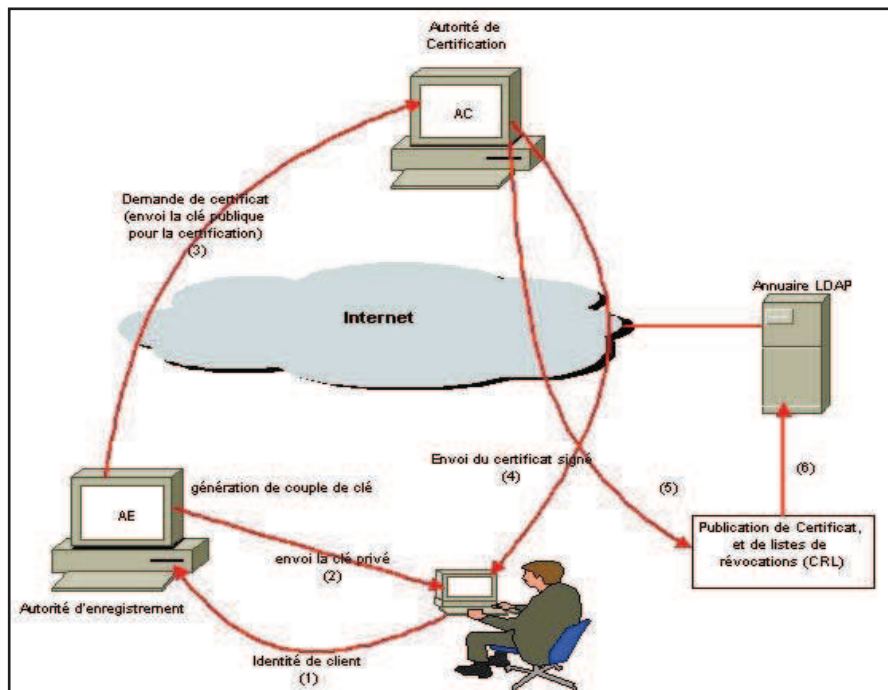 Autorité de
Certification
AC
Demande de certificat
(envoi la clé publique
pour la certification)
(3)
Annuaire LDAP
Internet
Envoi du certificat signé
(4)
(5)
(6)
génération de couple de clé
AE
Publication de Certificat,
et de listes de
révocations (CRL)
envoi la clé privé
(2)
Autorité d'enregistrement
Identité de client
(1)